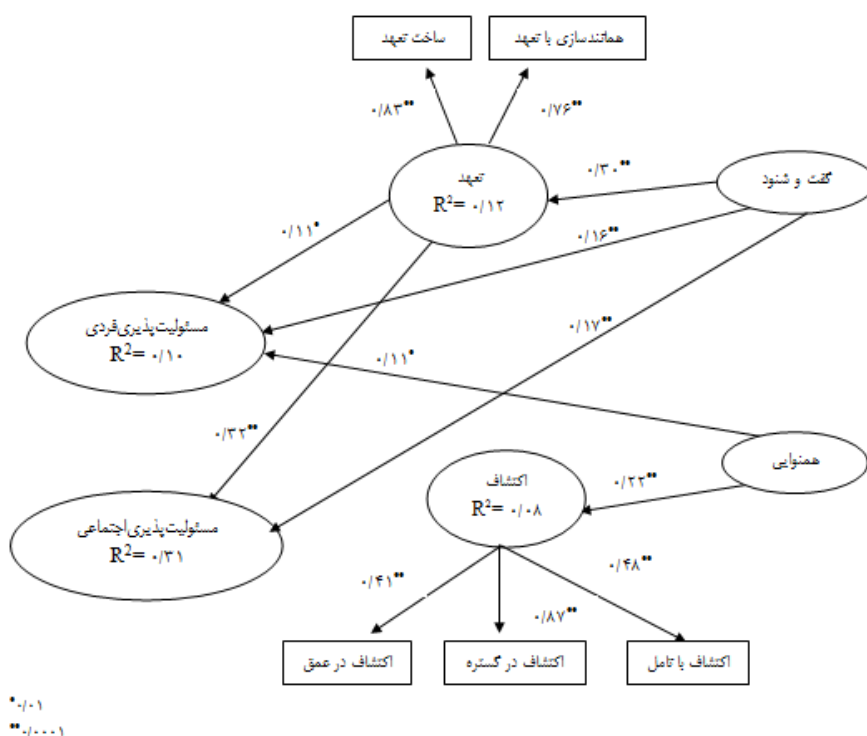 ساخت تعهد
همانندسازی با تعهد
۰/۸۳**
۰/۷۶**
تعهد
R²= ۰/۱۲
۰/۳۰**
گفت و شنود
۰/۱۱*
۰/۱۶**
مسئولیت‌پذیری‌فردی
R²= ۰/۱۰
۰/۱۷**
۰/۱۱*
۰/۳۲**
همنوایی
اکتشاف
R²= ۰/۰۸
۰/۲۲**
مسئولیت‌پذیری‌اجتماعی
R²= ۰/۳۱
۰/۴۱**
۰/۸۷**
۰/۴۸**
اکتشاف در عمق
اکتشاف در گستره
اکتشاف با تامل
*۰/۰۱
**۰/۰۰۰۱